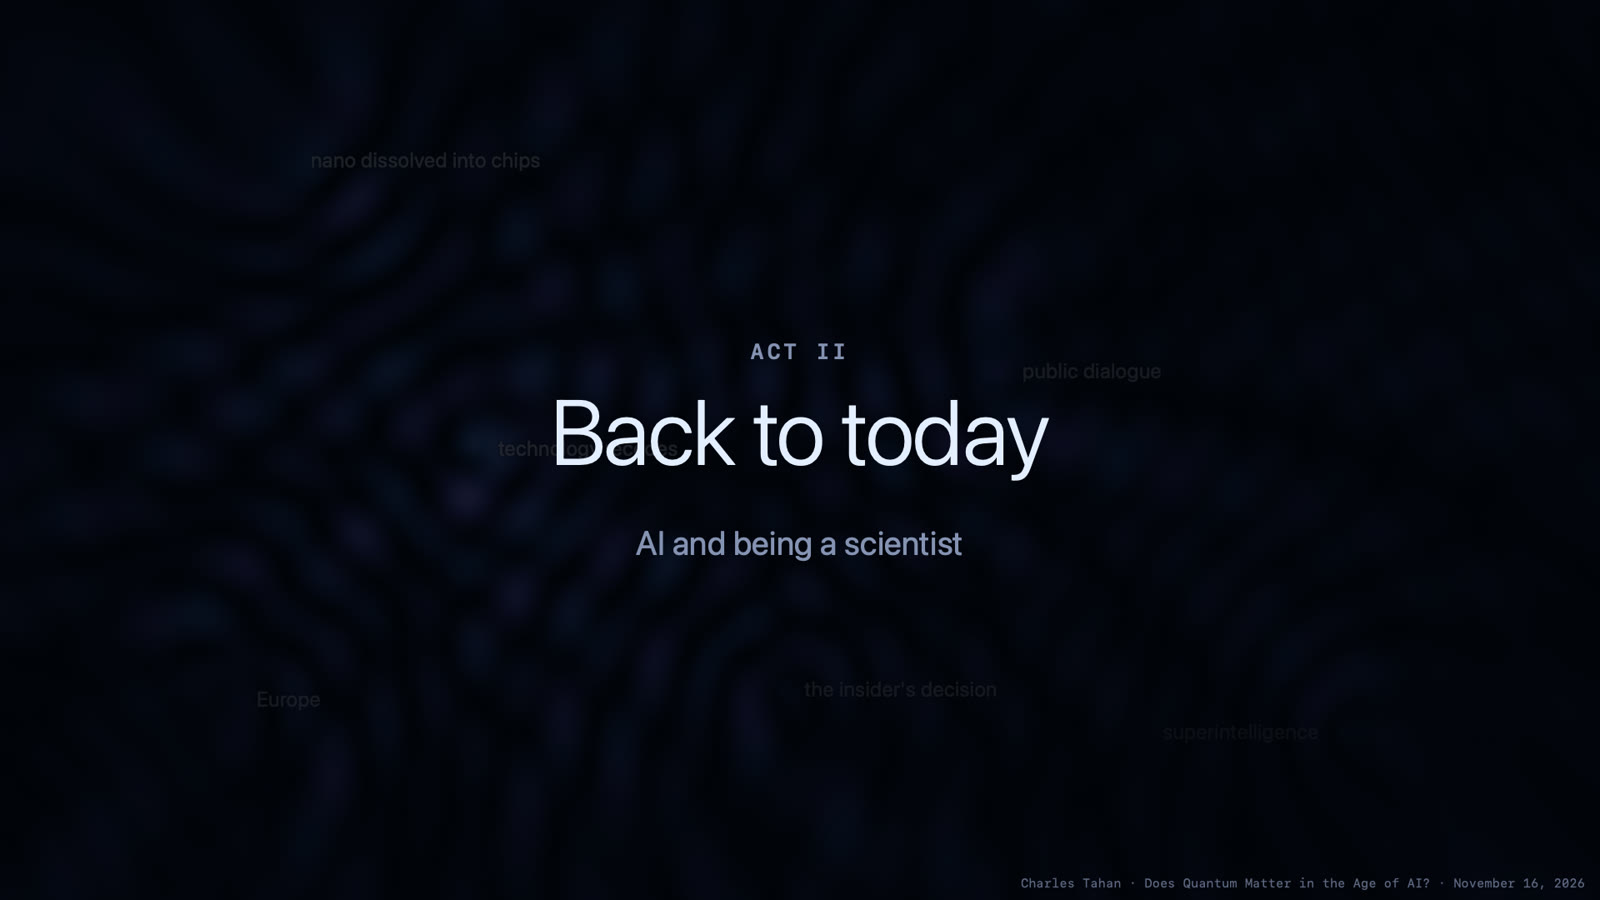 nano dissolved into chips
ACT II
public dialogue
Back to today
AI and being a scientist
the insider's decision
Europe
superintelligence
Charles Tahan · Does Quantum Matter in the Age of AI? · November 16, 2026